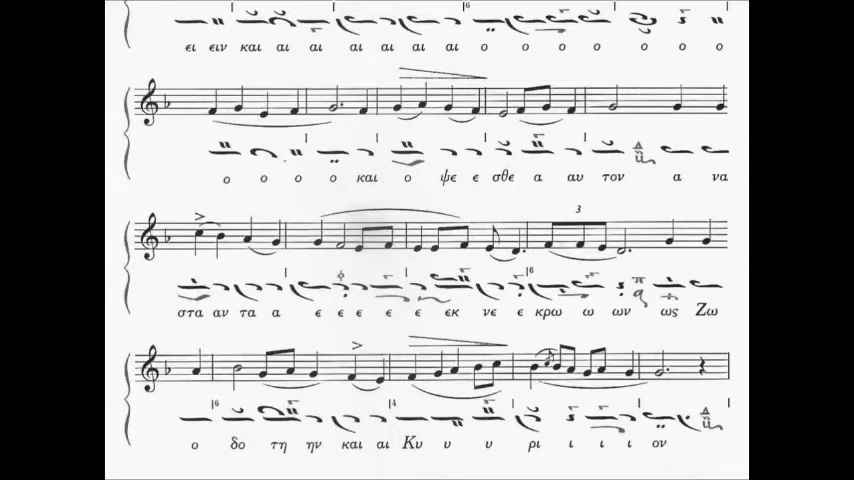 ει ειν και αι αι αι αι αι αι ο ο ο ο ο ο ο
ο ο ο ο και ο ψε ε σθε α αυ τον α να
στα αν τα α ε ε ε ε ε εκ νε ε κρω ω ων ως Ζω
ο δο τη ην και αι Κυ υ υ ρι ι ι ι ον